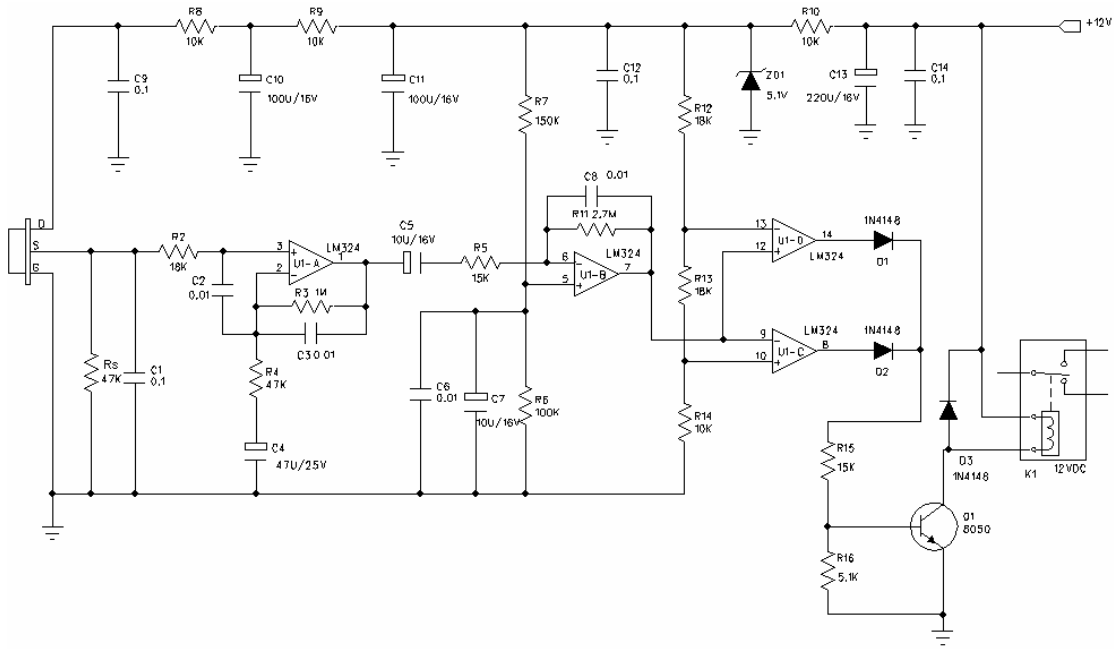 R8
10K
R9
10K
R10
10K
+12V
C9
0.1
C10
100U/16V
C11
100U/16V
C12
0.1
ZD1
5.1V
C13
220U/16V
C14
0.1
R7
150K
R12
18K
D
S
G
R2
18K
C2
0.01
3
+
2
−
U1-A
1
LM324
R3 1M
C3 0.01
C5
10U/16V
R5
15K
C8 0.01
R11 2.7M
LM324
6
−
5
+
U1-B
7
13
−
12
+
U1-D
14
LM324
1N4148
D1
R13
18K
9
−
10
+
U1-C
8
LM324
1N4148
D2
Rs
47K
C1
0.1
R4
47K
C4
47U/25V
C6
0.01
C7
10U/16V
R6
100K
R14
10K
R15
15K
R16
5.1K
D3
1N4148
Q1
8050
K1
12VDC